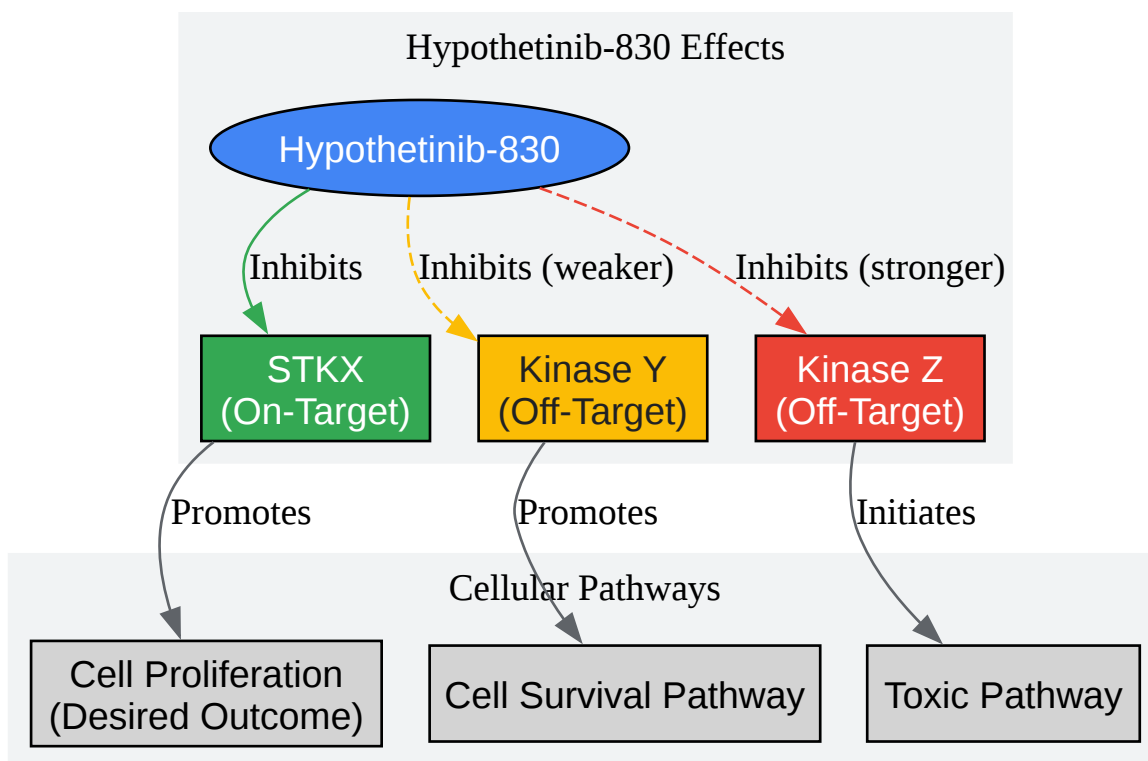 Hypothetinib-830 Effects
Hypothetinib-830
Inhibits
Inhibits (weaker)
Inhibits (stronger)
STKX
(On-Target)
Kinase Y
(Off-Target)
Kinase Z
(Off-Target)
Promotes
Promotes
Initiates
Cellular Pathways
Cell Proliferation
(Desired Outcome)
Cell Survival Pathway
Toxic Pathway